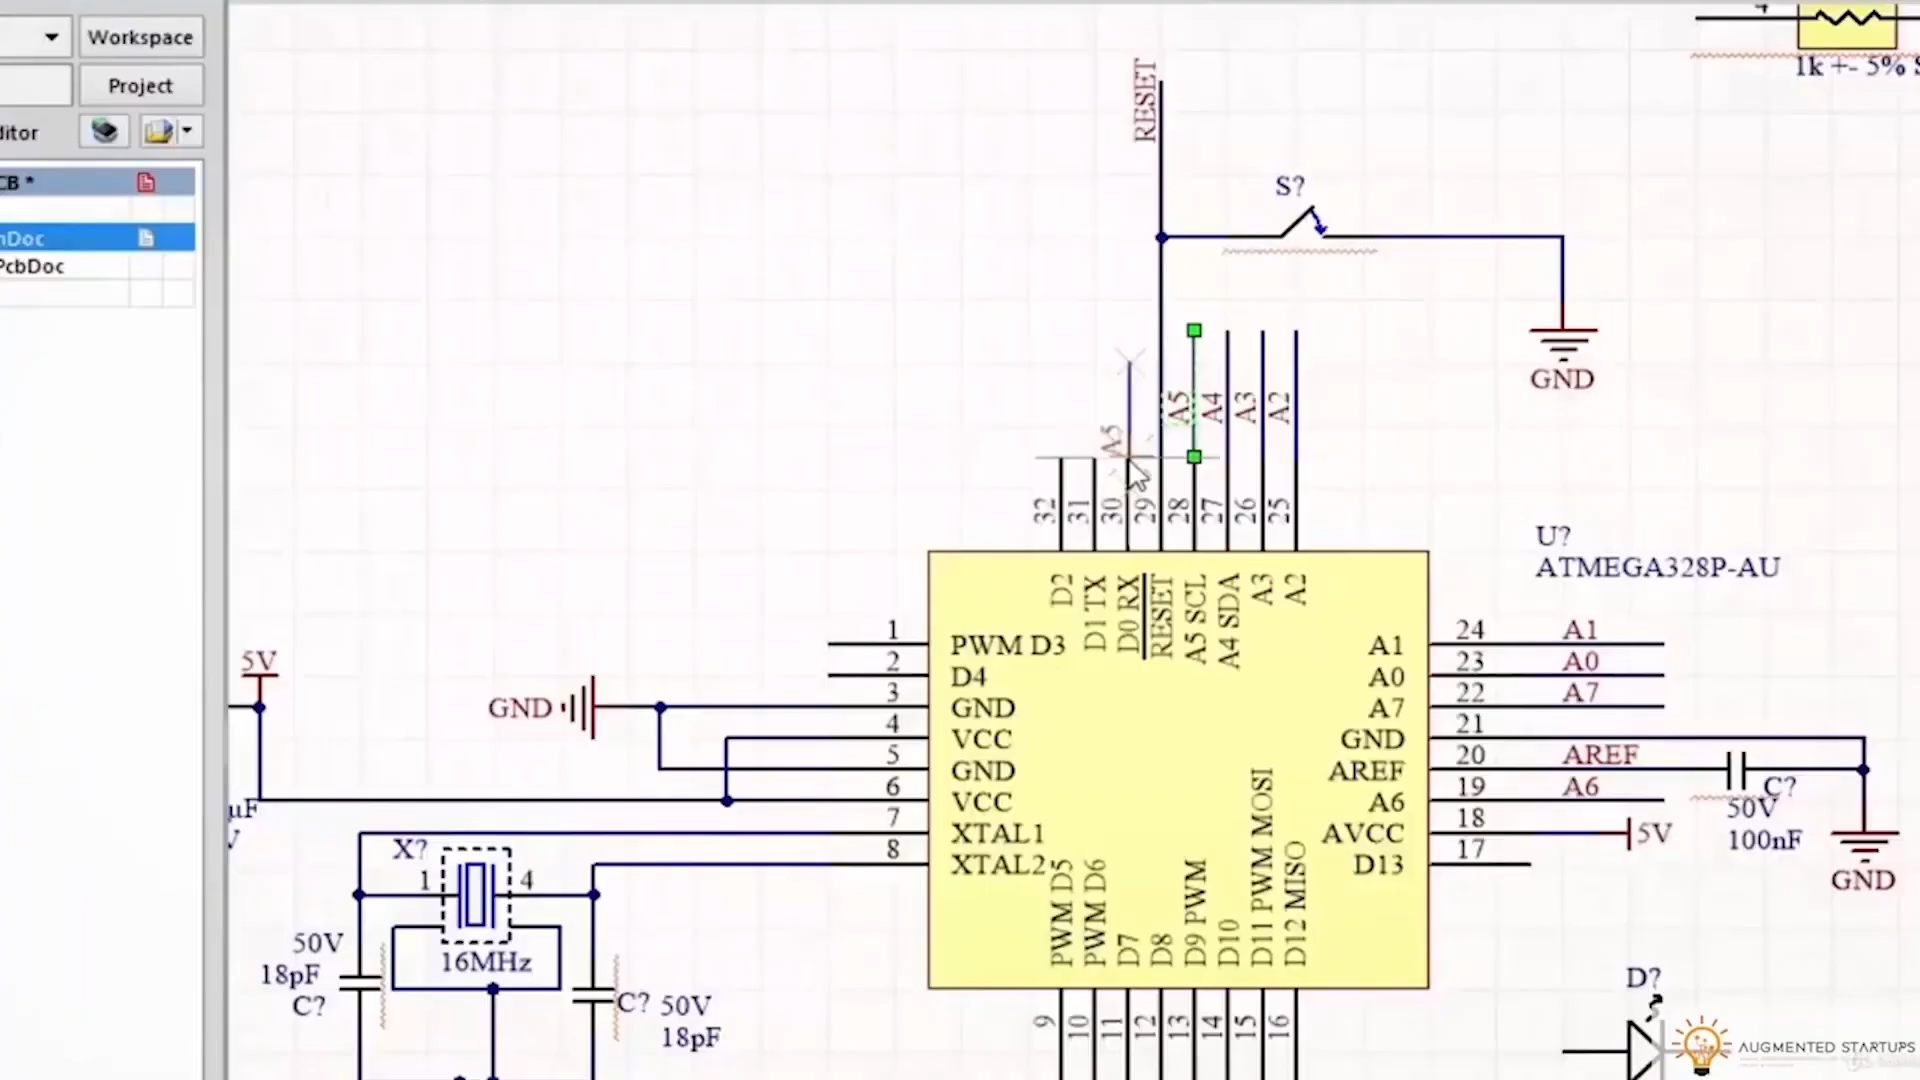 Workspace
Project
ditor
CB *
nDoc
PcbDoc
4
1k +- 5%
RESET
S?
GND
A5
A4
A3
A2
A5
32
31
30
29
28
27
26
25
U?
ATMEGA328P-AU
D2
D1 TX
D0 RX
RESET
A5 SCL
A4 SDA
A3
A2
1
PWM D3
2
D4
3
GND
4
VCC
5
GND
6
VCC
7
XTAL1
8
XTAL2
A1
24
A1
A0
23
A0
A7
22
A7
GND
21
AREF
20
AREF
A6
19
A6
AVCC
18
5V
D13
17
C?
50V
100nF
GND
5V
GND
µF
X?
1
4
16MHz
50V
18pF
C?
C?
50V
18pF
PWM D5
PWM D6
D7
D8
D9 PWM
D10
D11 PWM MOSI
D12 MISO
9
10
11
12
13
14
15
16
D?
AUGMENTED STARTUPS